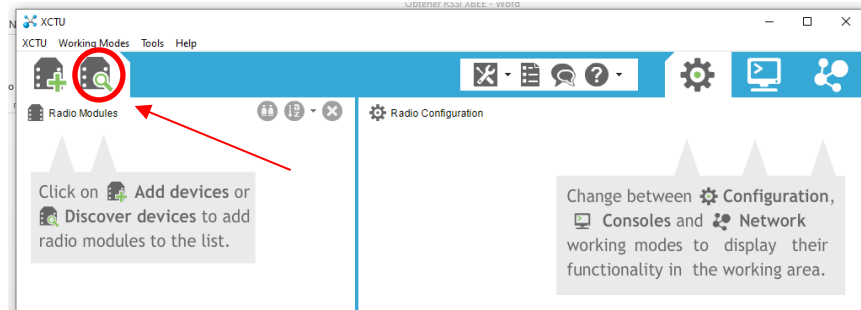 Obtener RSSI XBEE - Word
XCTU
XCTU Working Modes Tools Help
Radio Modules
Radio Configuration
Click on Add devices or
Discover devices to add
radio modules to the list.
Change between Configuration,
Consoles and Network
working modes to display their
functionality in the working area.